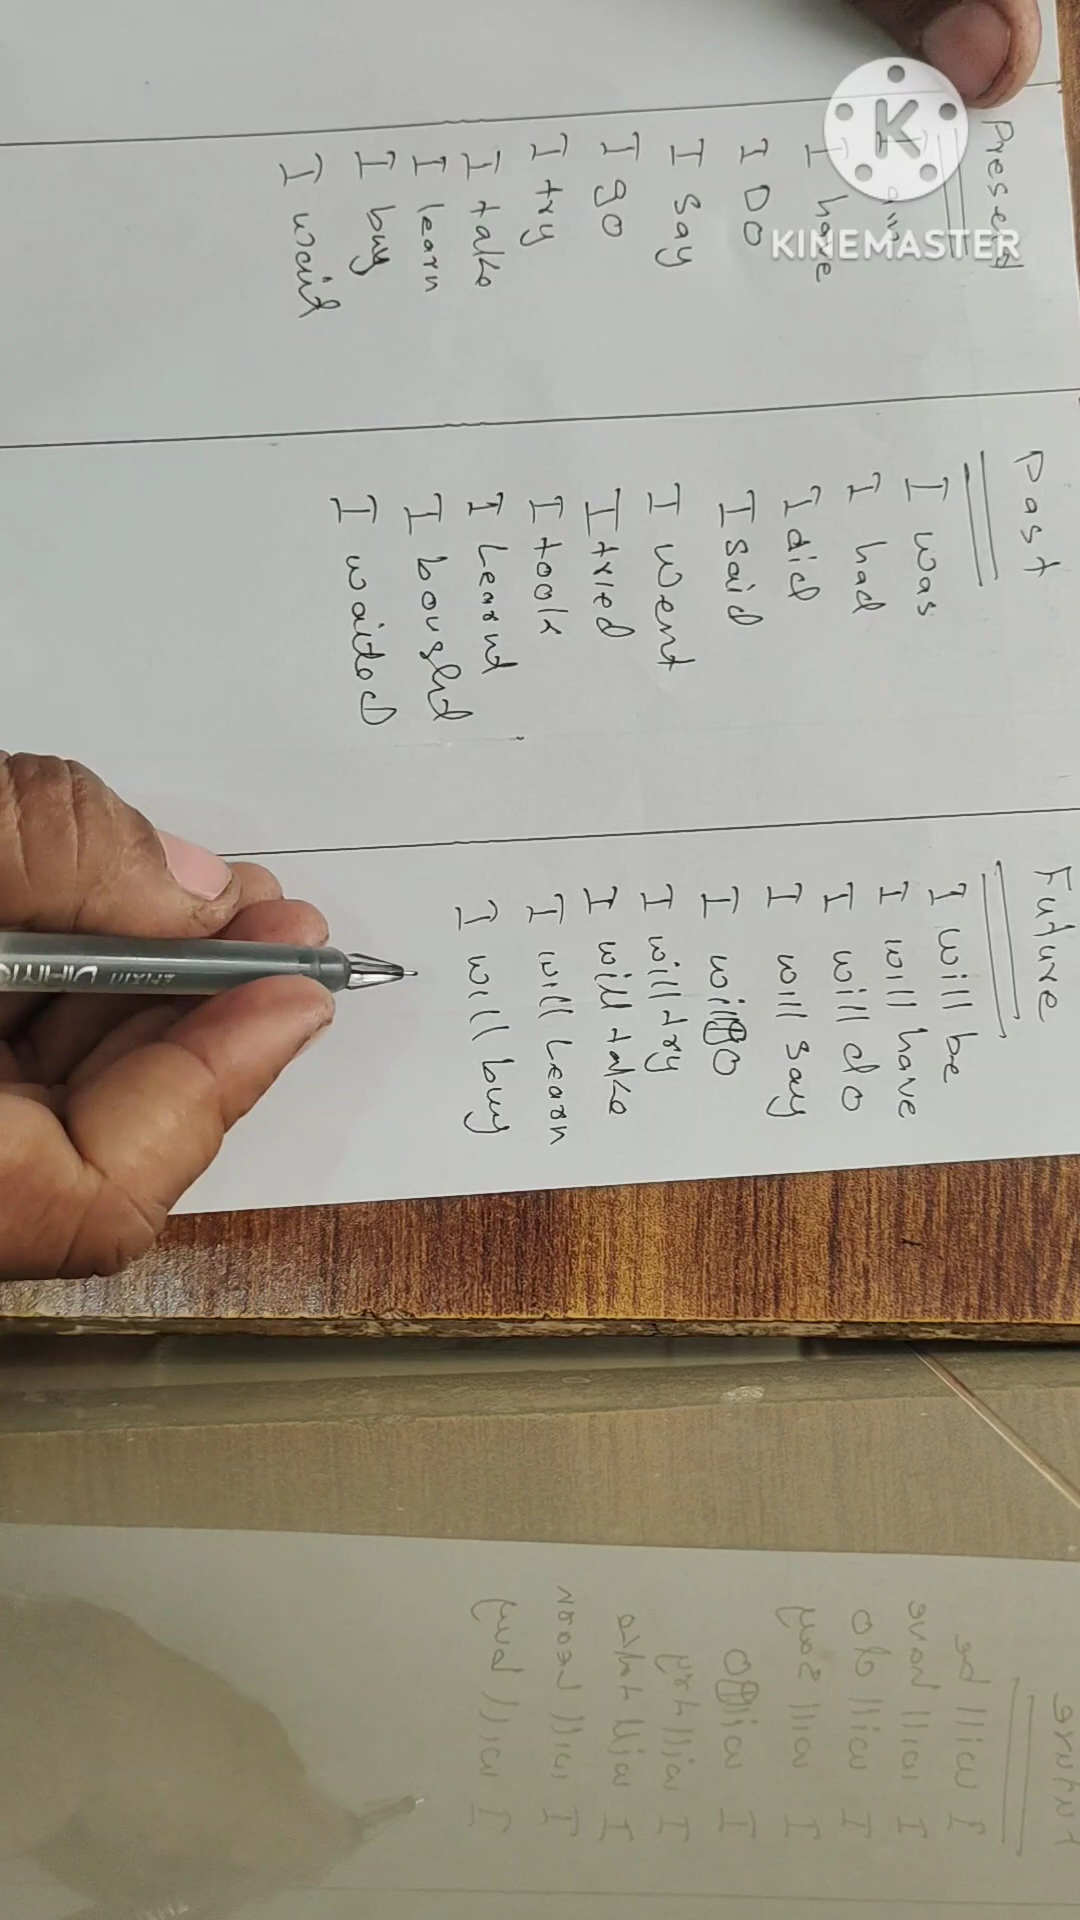 Present
I am
I have
I DO
I say
I go
I try
I take
I learn
I buy
I wait
Past
I was
I had
I did
I said
I went
I tried
I took
I Learnt
I bought
I waited
Future
I will be
I will have
I will do
I will say
I will
I will try
I will take
I will Learn
I will buy
KINEMASTER